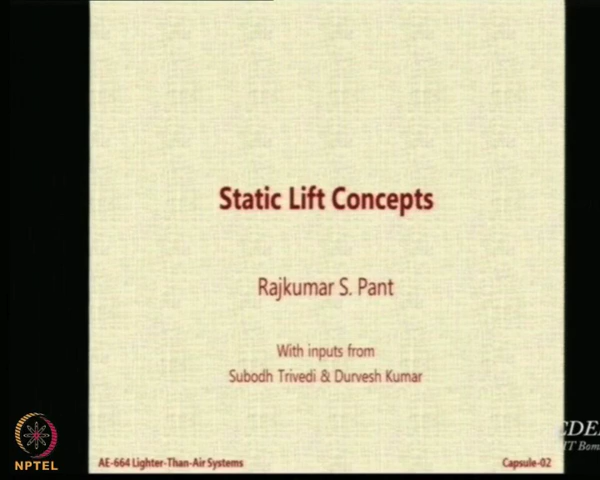 Static Lift Concepts
Rajkumar S. Pant
With inputs from
Subodh Trivedi & Durvesh Kumar
NPTEL
AE-664 Lighter-Than-Air Systems
Capsule-02